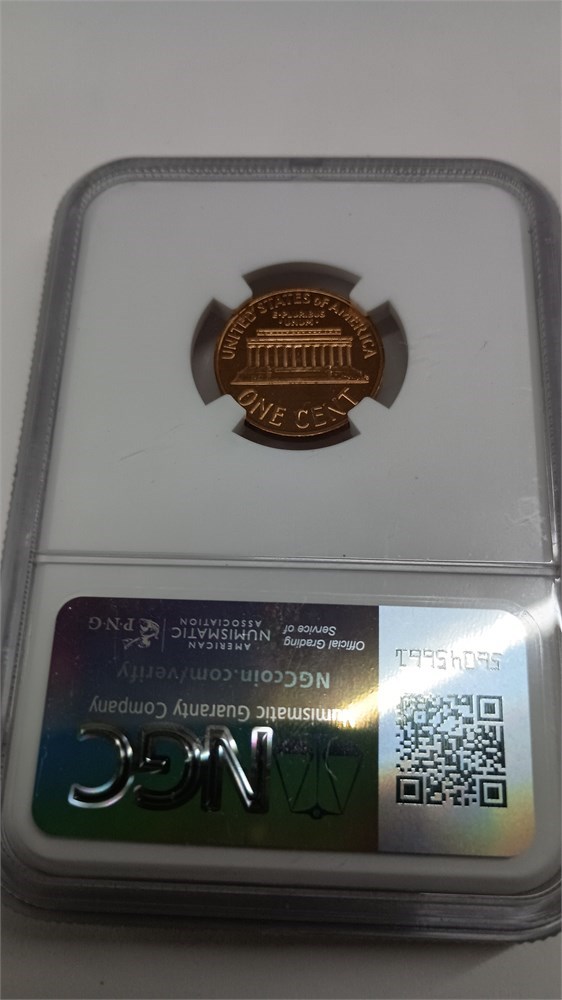 UNITED STATES OF AMERICA
E·PLURIBUS
·UNUM·
ONE CENT
NGC
Numismatic Guaranty Company
NGCcoin.com/verify
Official Grading
Service of
AMERICAN
NUMISMATIC
ASSOCIATION
PNG